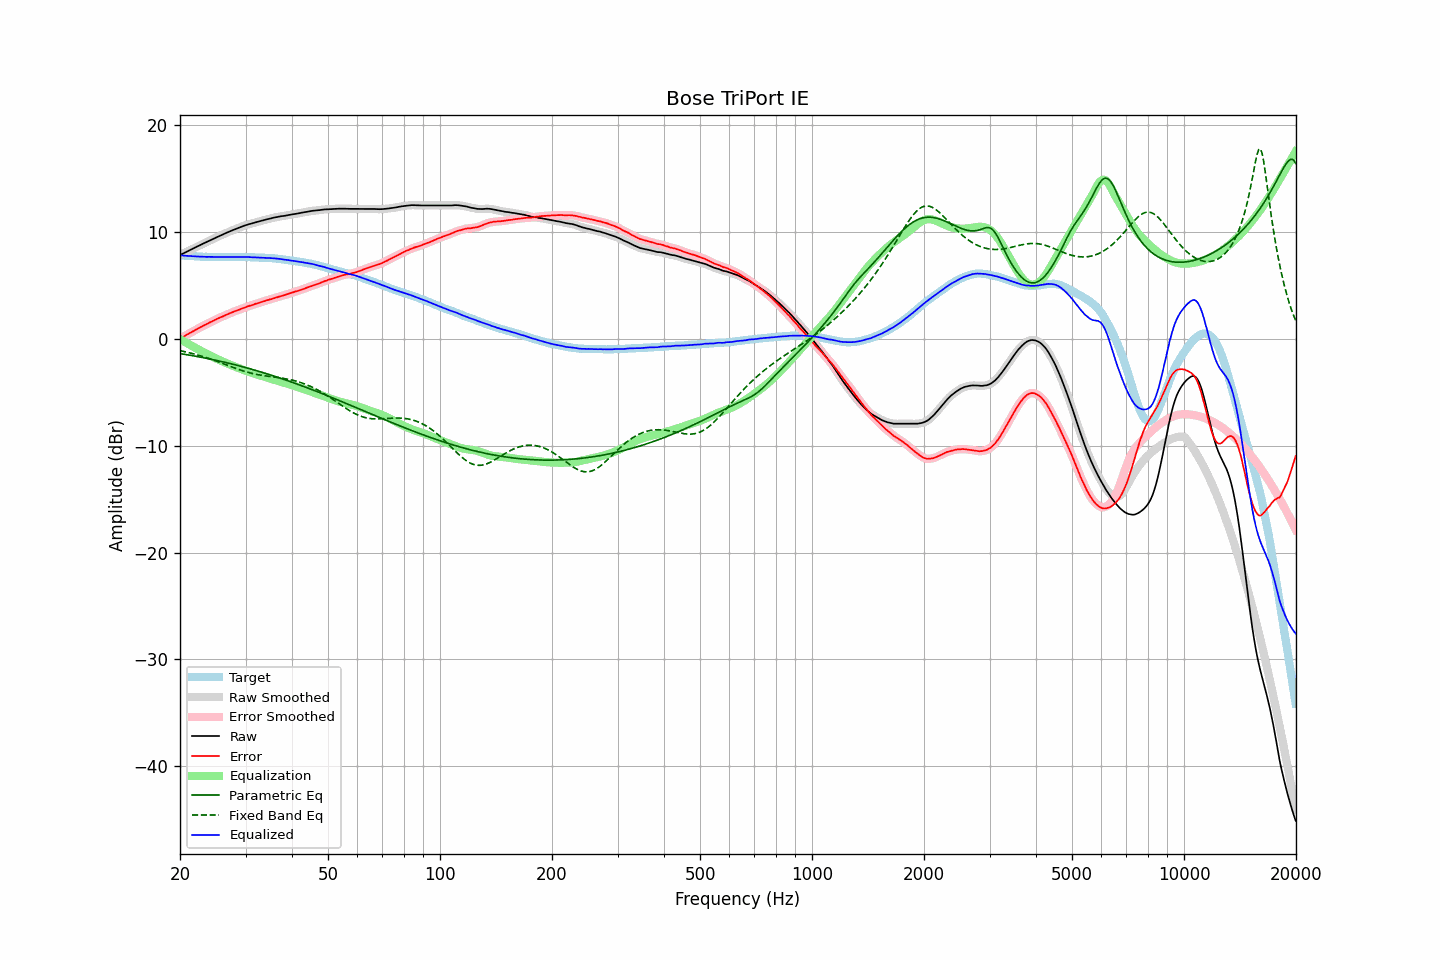 Bose TriPort IE
20
10
0
−10
−20
−30
−40
Amplitude (dBr)
Target
Raw Smoothed
Error Smoothed
Raw
Error
Equalization
Parametric Eq
Fixed Band Eq
Equalized
20 50 100 200 500 1000 2000 5000 10000 20000
Frequency (Hz)